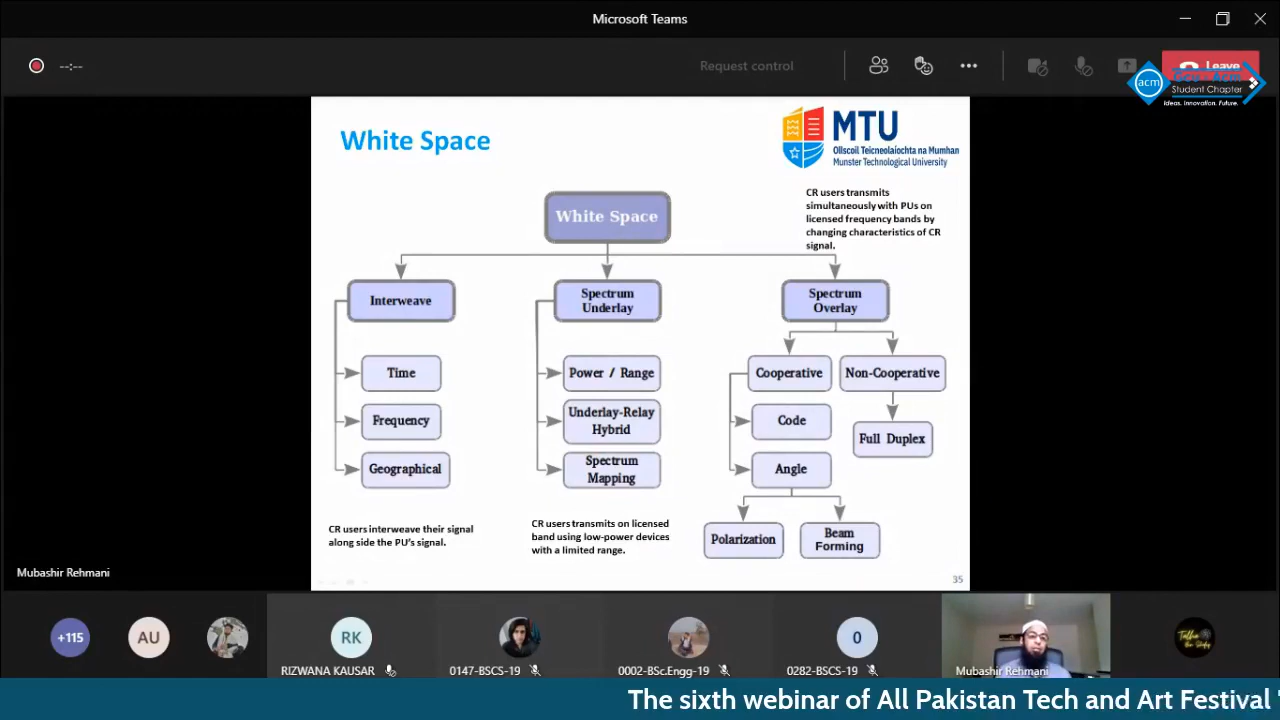 Microsoft Teams
--:--
Request control
Leave
acm
Student Chapter
Ideas. Innovation. Future.
White Space
MTU
Ollscoil Teicneolaíochta na Mumhan
Munster Technological University
CR users transmits
simultaneously with PUs on
licensed frequency bands by
changing characteristics of CR
signal.
White Space
Interweave
Spectrum
Underlay
Spectrum
Overlay
Time
Power / Range
Cooperative
Non-Cooperative
Frequency
Underlay-Relay
Hybrid
Code
Full Duplex
Geographical
Spectrum
Mapping
Angle
Polarization
Beam
Forming
CR users interweave their signal
along side the PU's signal.
CR users transmits on licensed
band using low-power devices
with a limited range.
35
Mubashir Rehmani
+115
AU
RK
RIZWANA KAUSAR
0147-BSCS-19
0002-BSc.Engg-19
0
0282-BSCS-19
Mubashir Rehmani
The sixth webinar of All Pakistan Tech and Art Festival